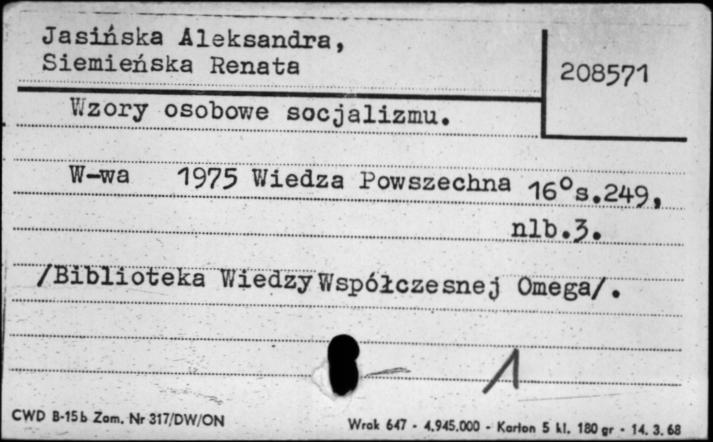 Jasińska Aleksandra,
Siemieńska Renata
208571
Wzory osobowe socjalizmu.
W-wa 1975 Wiedza Powszechna 16° s.249,
nlb.3.
/Biblioteka Wiedzy Współczesnej Omega/.
1
CWD B-15b Zam. Nr 317/DW/ON
Wrak 647 - 4.945.000 - Karton 5 kl. 180 gr - 14. 3. 68